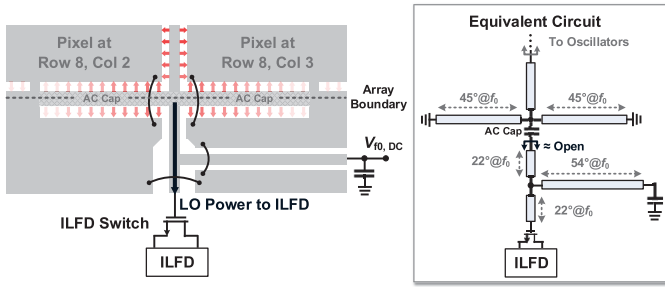 Pixel at
Row 8, Col 2
Pixel at
Row 8, Col 3
AC Cap
AC Cap
Array
Boundary
Vf0, DC
LO Power to ILFD
ILFD Switch
ILFD
Equivalent Circuit
To Oscillators
45°@f0
45°@f0
AC Cap
≈ Open
22°@f0
54°@f0
22°@f0
ILFD